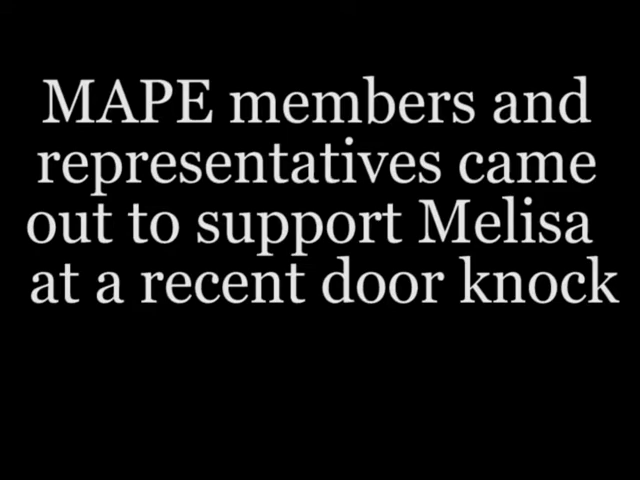 MAPE members and
representatives came
out to support Melisa
at a recent door knock